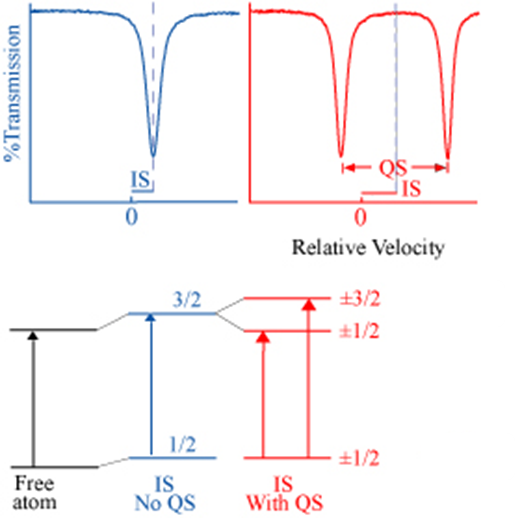 %Transmission
IS
0
QS
IS
0
Relative Velocity
3/2
±3/2
±1/2
1/2
±1/2
Free
atom
IS
No QS
IS
With QS